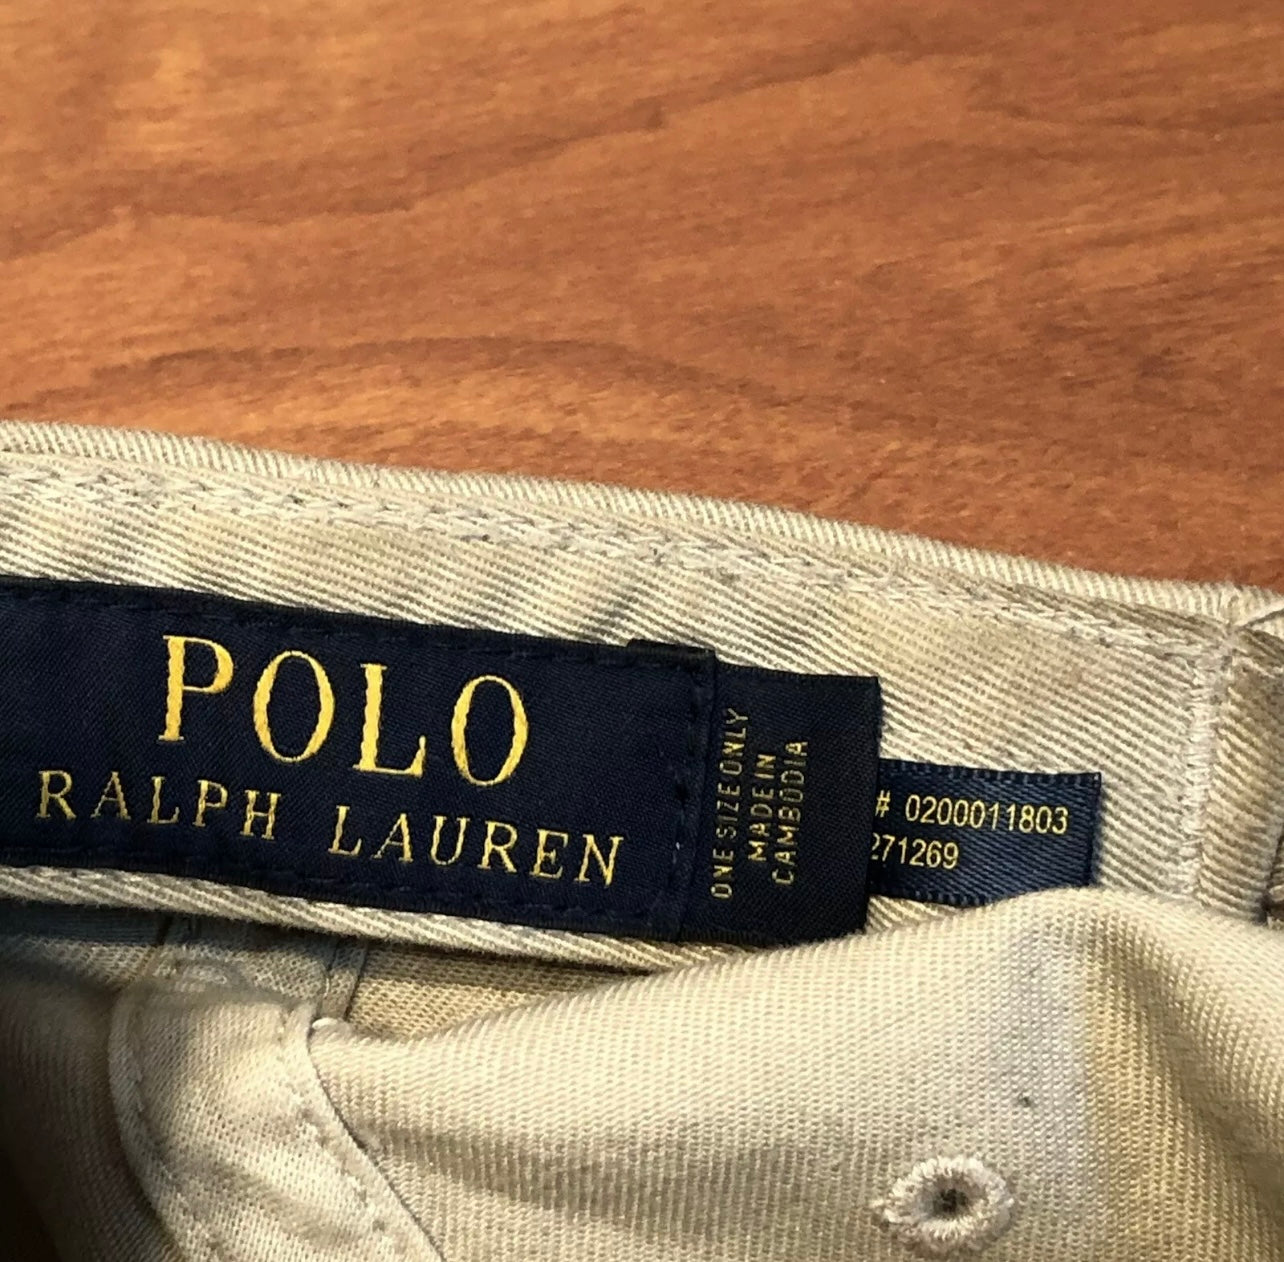 POLO
RALPH LAUREN
ONE SIZE ONLY
MADE IN
CAMBODIA
# 0200011803
271269